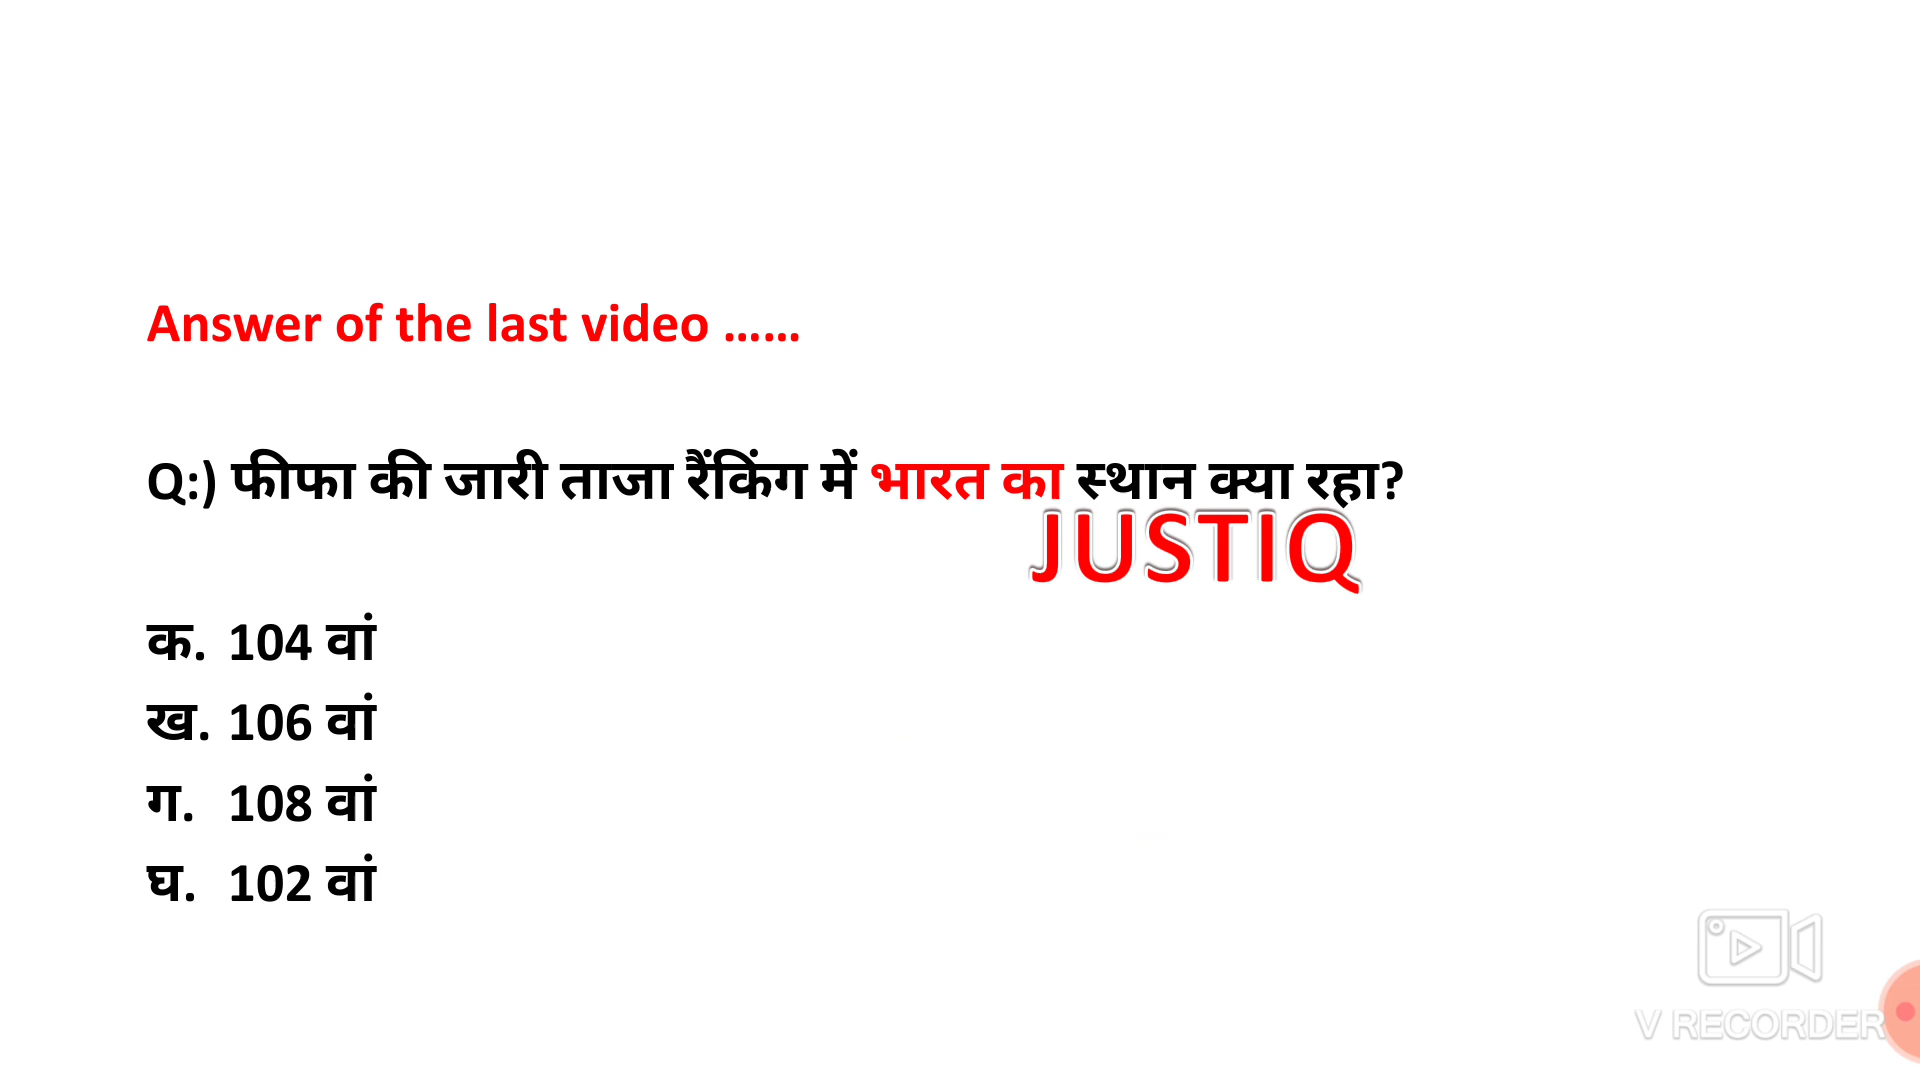 Answer of the last video ......
Q:) फीफा की जारी ताजा रैंकिंग में भारत का स्थान क्या रहा?
JUSTIQ
क. 104 वां
ख. 106 वां
ग. 108 वां
घ. 102 वां
V RECORDER